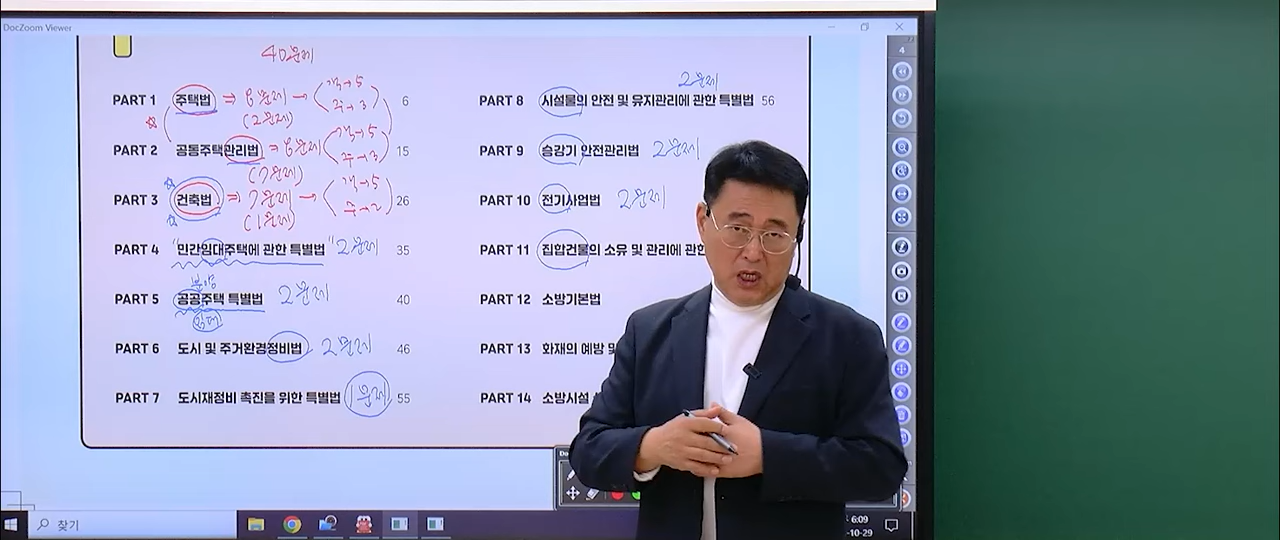 DocZoom Viewer
4
40문제
PART 1 주택법 ⇒ 8문제 → 객→5 주→3 6
(2문제)
PART 2 공동주택관리법 ⇒ 8문제 객→5 주→3 15
(7문제)
PART 3 건축법 ⇒ 7문제 → 객→5 주→2 26
(1문제)
PART 4 "민간임대주택에 관한 특별법" 2문제 35
분양
PART 5 공공주택 특별법 2문제 40
임대
PART 6 도시 및 주거환경정비법 2문제 46
PART 7 도시재정비 촉진을 위한 특별법 1문제 55
2문제
PART 8 시설물의 안전 및 유지관리에 관한 특별법 56
PART 9 승강기 안전관리법 2문제
PART 10 전기사업법 2문제
PART 11 집합건물의 소유 및 관리에 관한
PART 12 소방기본법
PART 13 화재의 예방 및
PART 14 소방시설
찾기
6:09
-10-29